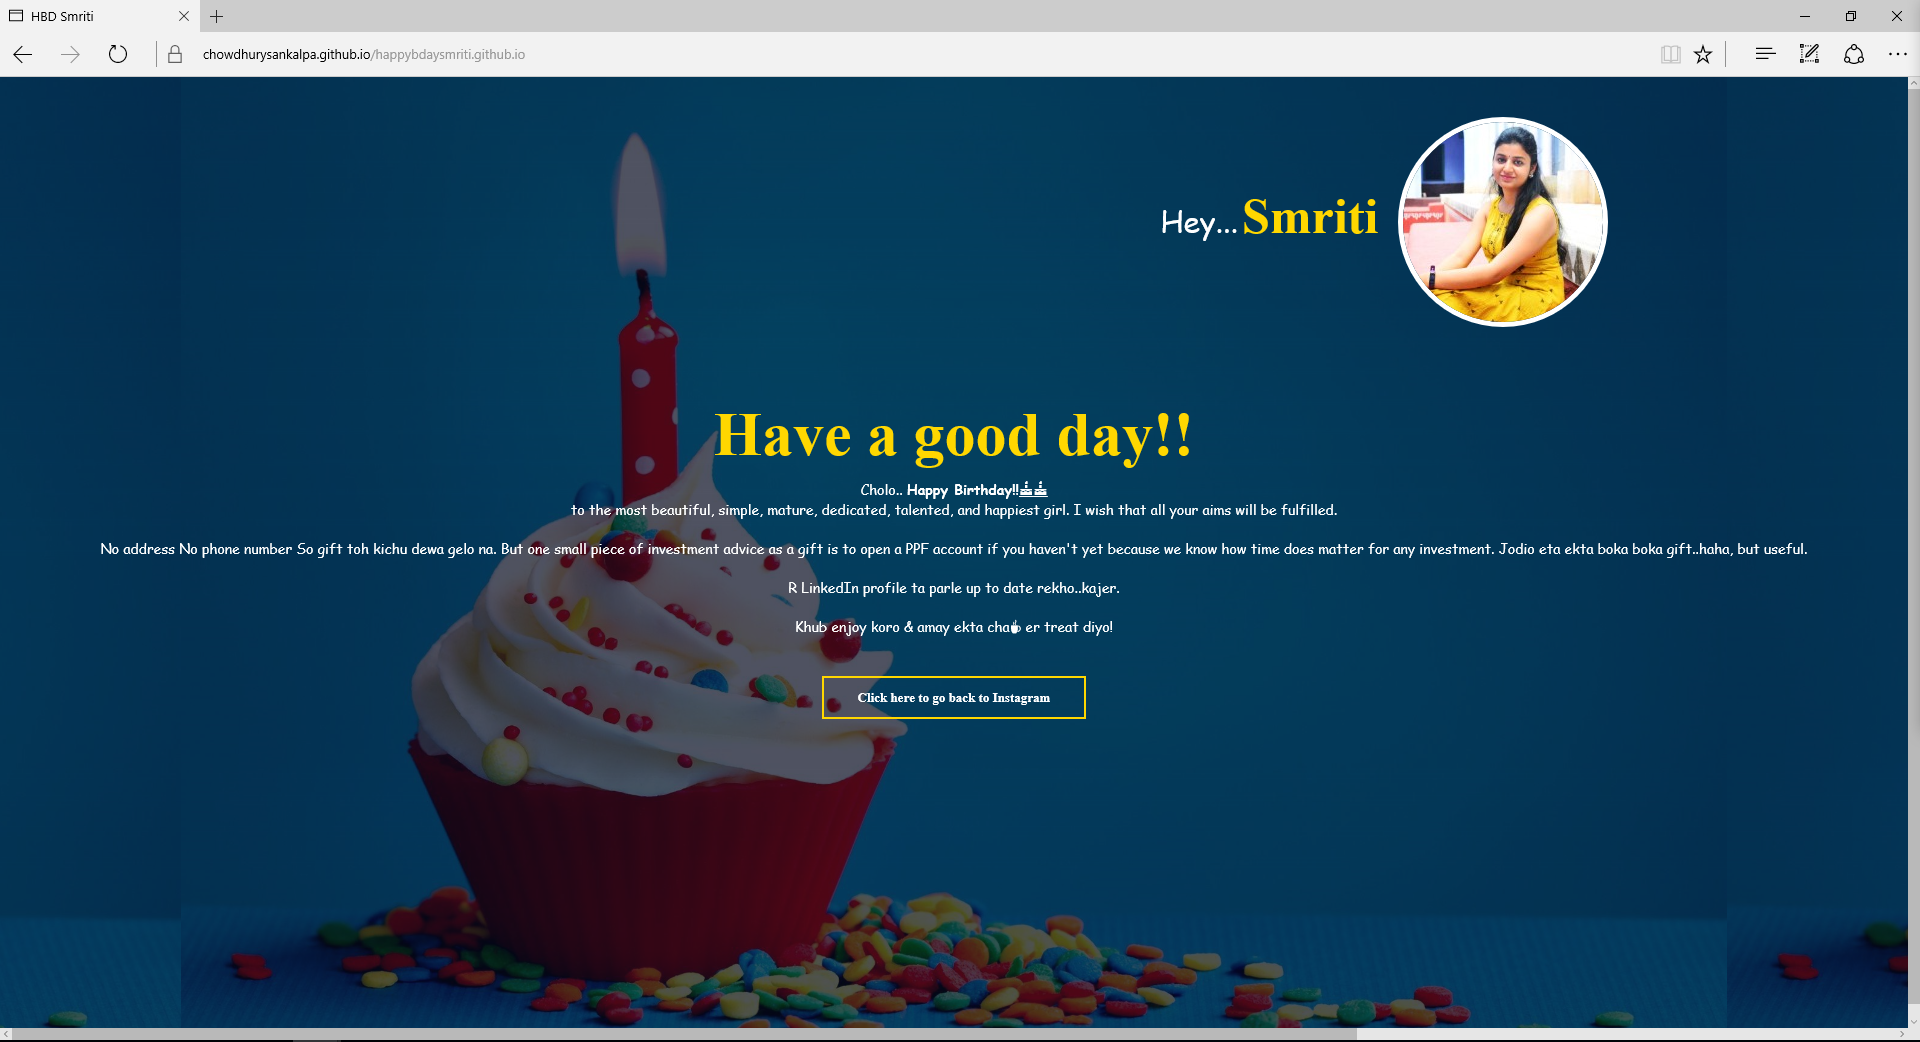 HBD Smriti
chowdhurysankalpa.github.io/happybdaysmriti.github.io
Hey... Smriti
Have a good day!!
Cholo.. Happy Birthday!!🎂🎂
to the most beautiful, simple, mature, dedicated, talented, and happiest girl. I wish that all your aims will be fulfilled.
No address No phone number So gift toh kichu dewa gelo na. But one small piece of investment advice as a gift is to open a PPF account if you haven't yet because we know how time does matter for any investment. Jodio eta ekta boka boka gift..haha, but useful.
R LinkedIn profile ta parle up to date rekho..kajer.
Khub enjoy koro & amay ekta cha☕ er treat diyo!
Click here to go back to Instagram